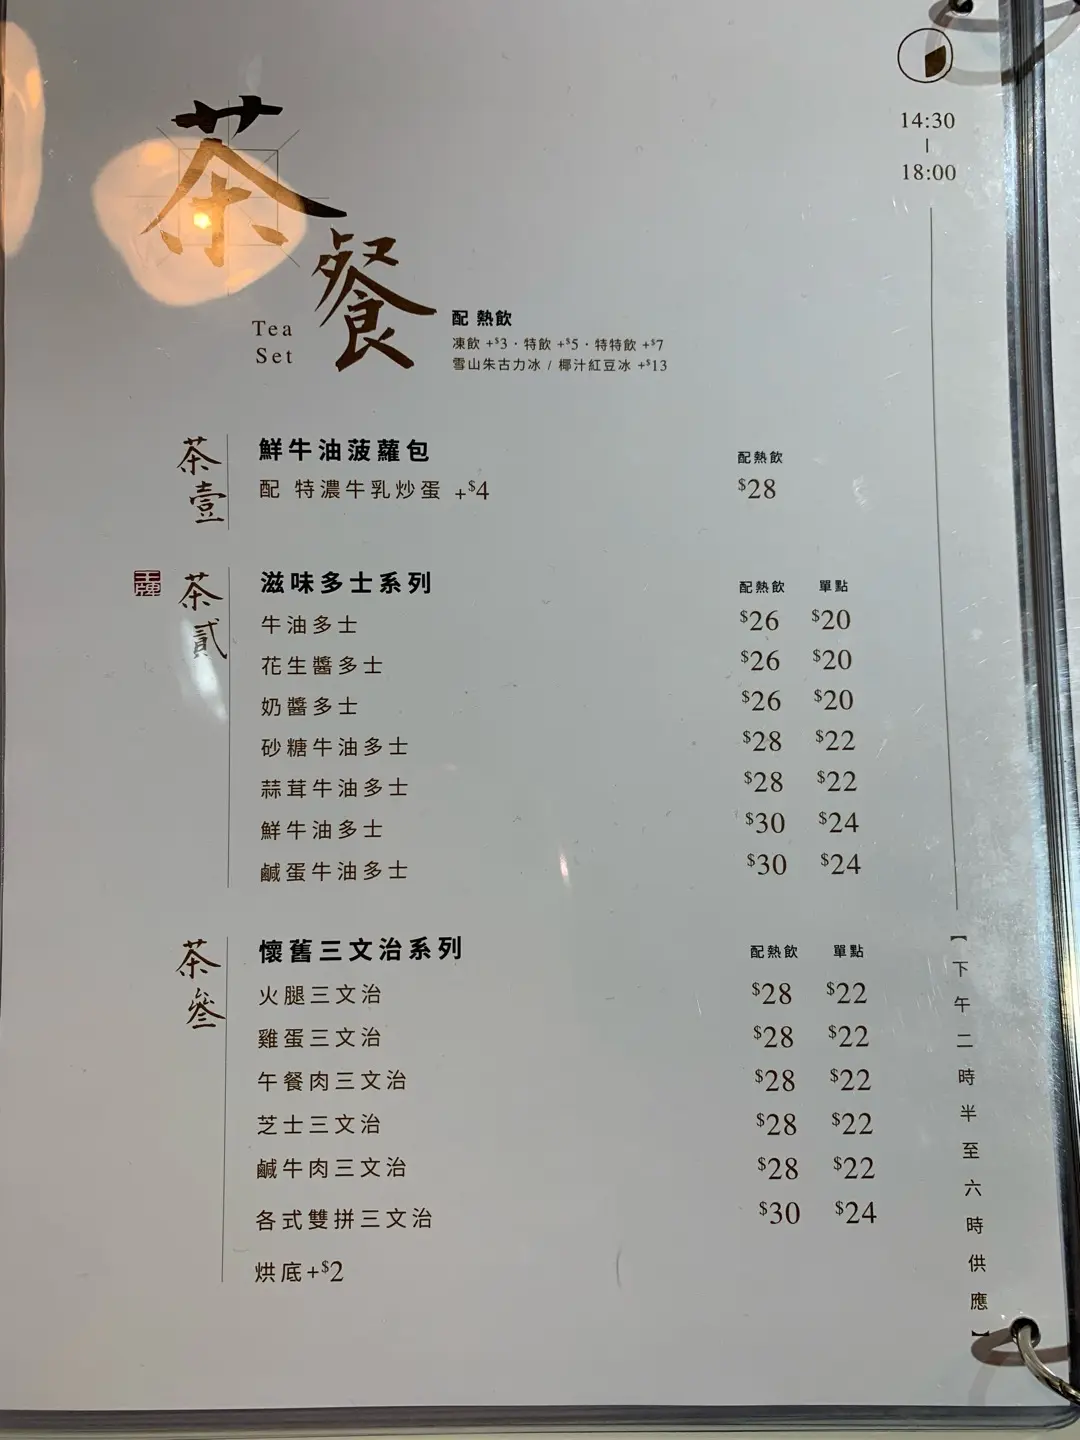 14:30
|
18:00
茶餐
Tea
Set
配 熱飲
凍飲 +$3 · 特飲 +$5 · 特特飲 +$7
雪山朱古力冰 / 椰汁紅豆冰 +$13
茶壹
鮮牛油菠蘿包 配熱飲
配 特濃牛乳炒蛋 +$4 $28
王牌
茶貳
滋味多士系列 配熱飲 單點
牛油多士 $26 $20
花生醬多士 $26 $20
奶醬多士 $26 $20
砂糖牛油多士 $28 $22
蒜茸牛油多士 $28 $22
鮮牛油多士 $30 $24
鹹蛋牛油多士 $30 $24
茶叄
懷舊三文治系列 配熱飲 單點
火腿三文治 $28 $22
雞蛋三文治 $28 $22
午餐肉三文治 $28 $22
芝士三文治 $28 $22
鹹牛肉三文治 $28 $22
各式雙拼三文治 $30 $24
烘底+$2
【下午二時半至六時供應】